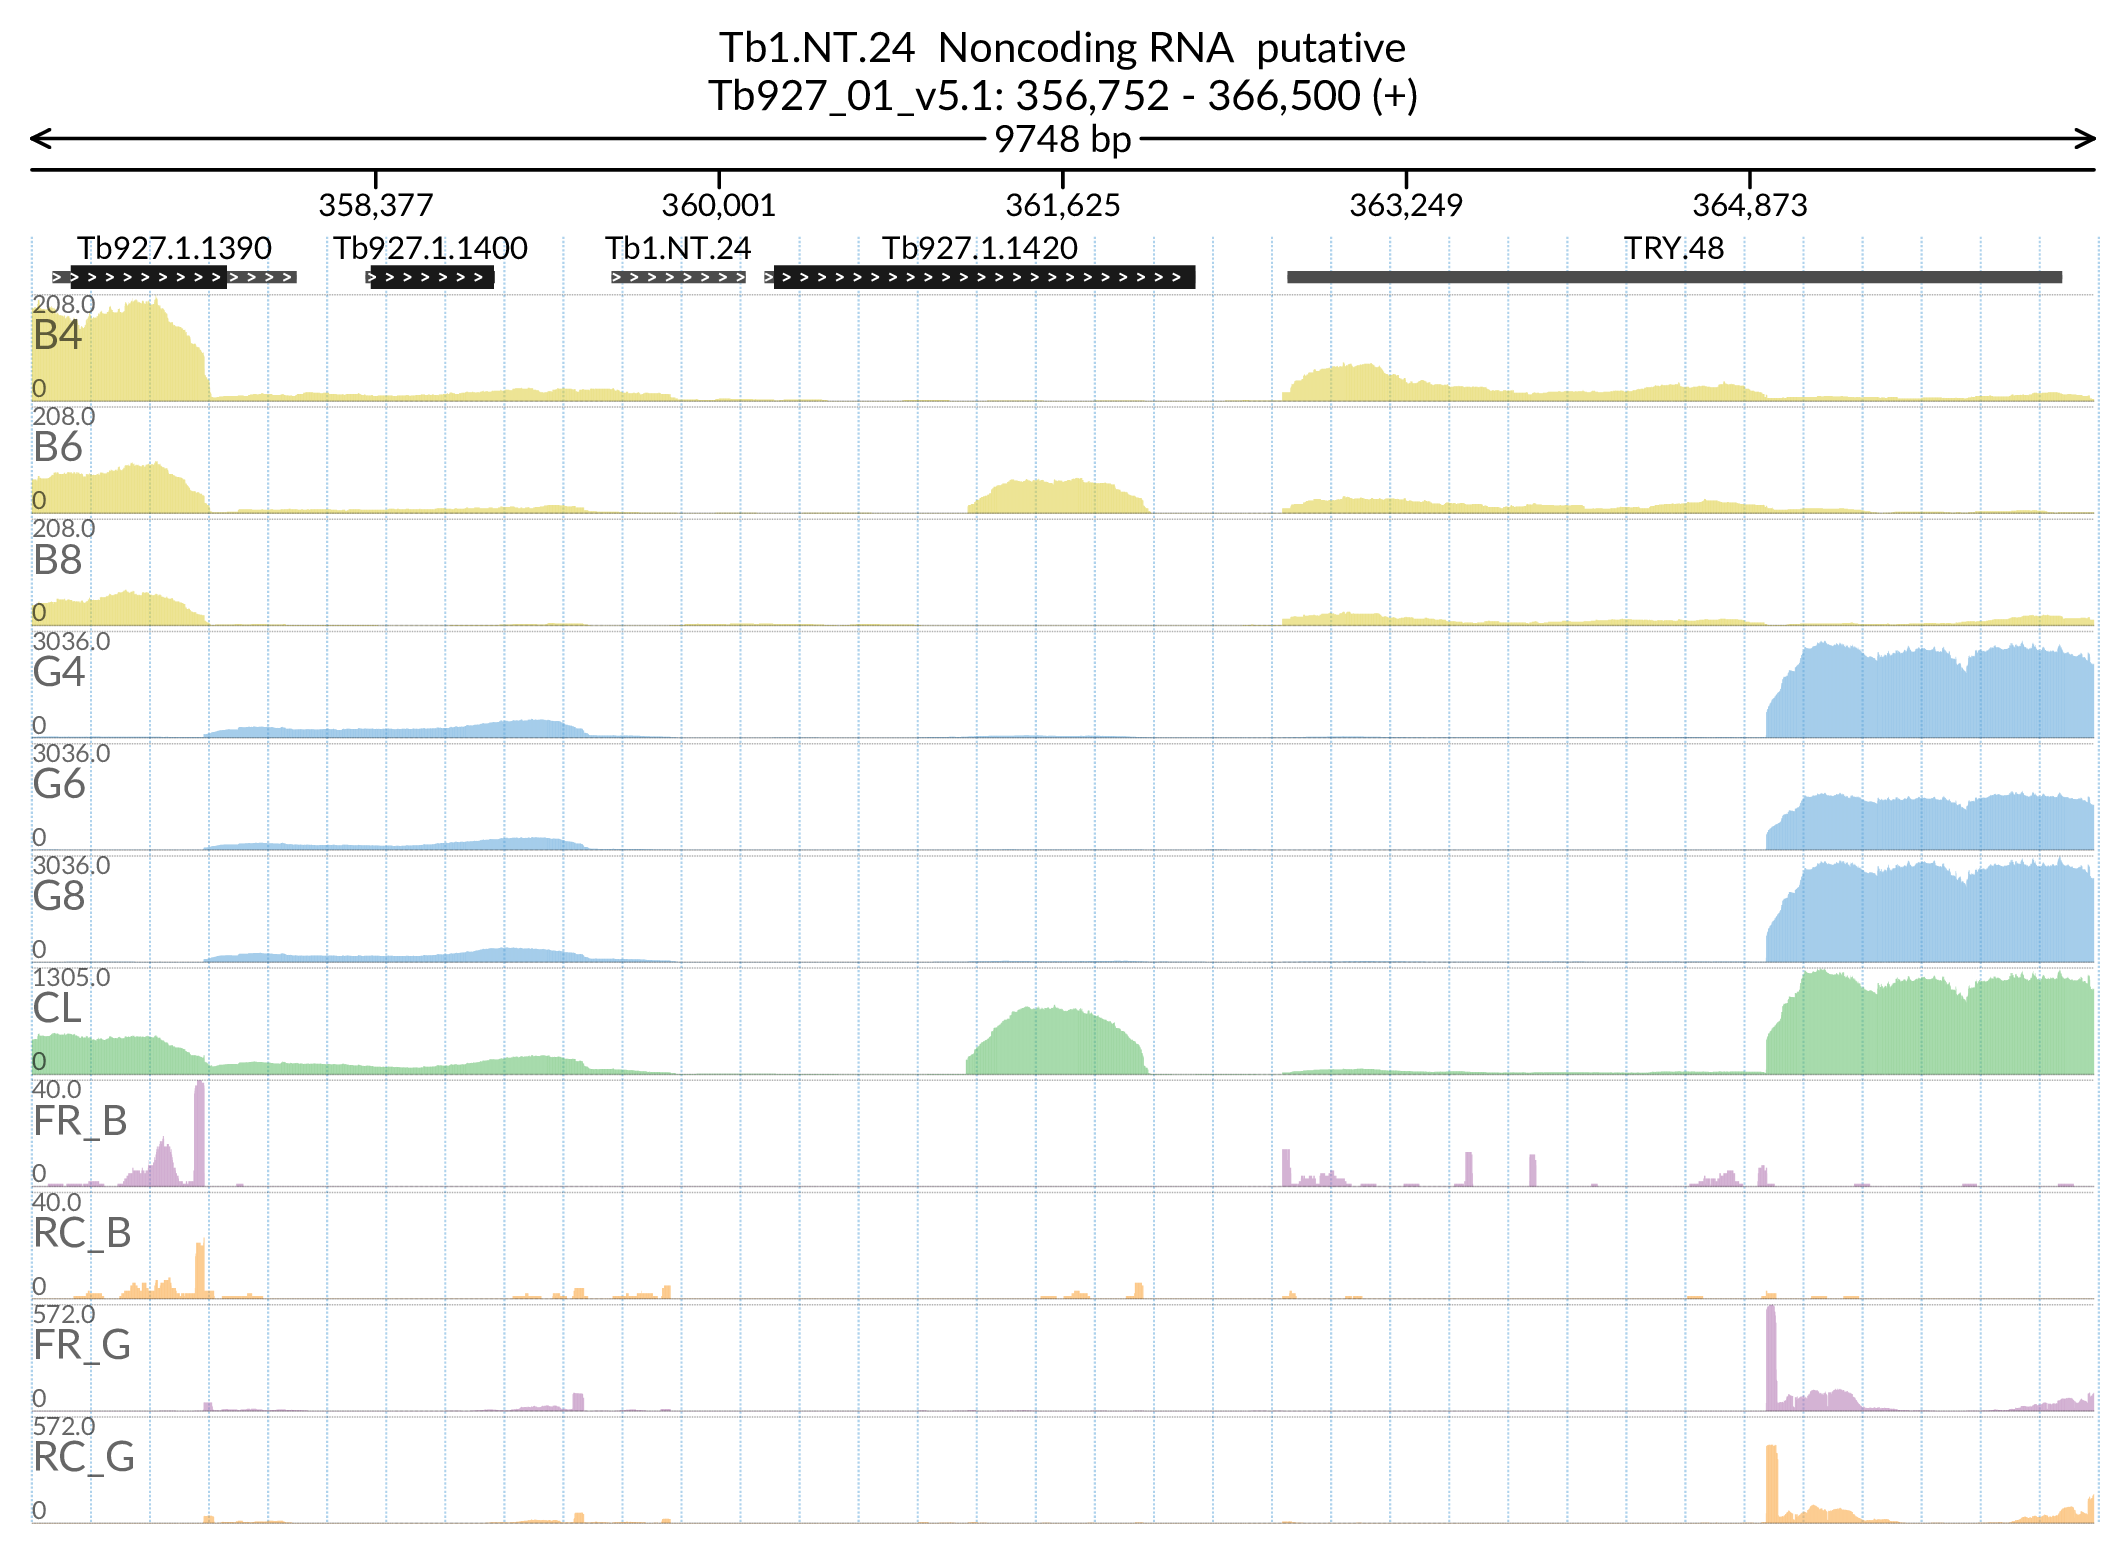 Tb1.NT.24 Noncoding RNA putative
Tb927_01_v5.1: 356,752 - 366,500 (+)
9748 bp
358,377 360,001 361,625 363,249 364,873
Tb927.1.1390 Tb927.1.1400 Tb1.NT.24 Tb927.1.1420 TRY.48
208.0
B4
0
208.0
B6
0
208.0
B8
0
3036.0
G4
0
3036.0
G6
0
3036.0
G8
0
1305.0
CL
0
40.0
FR_B
0
40.0
RC_B
0
572.0
FR_G
0
572.0
RC_G
0